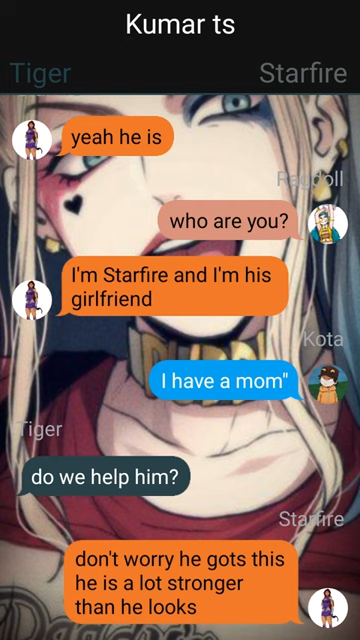 Kumar ts
Tiger
Starfire
yeah he is
Ragdoll
who are you?
I'm Starfire and I'm his
girlfriend
Kota
I have a mom"
Tiger
do we help him?
Starfire
don't worry he gots this
he is a lot stronger
than he looks